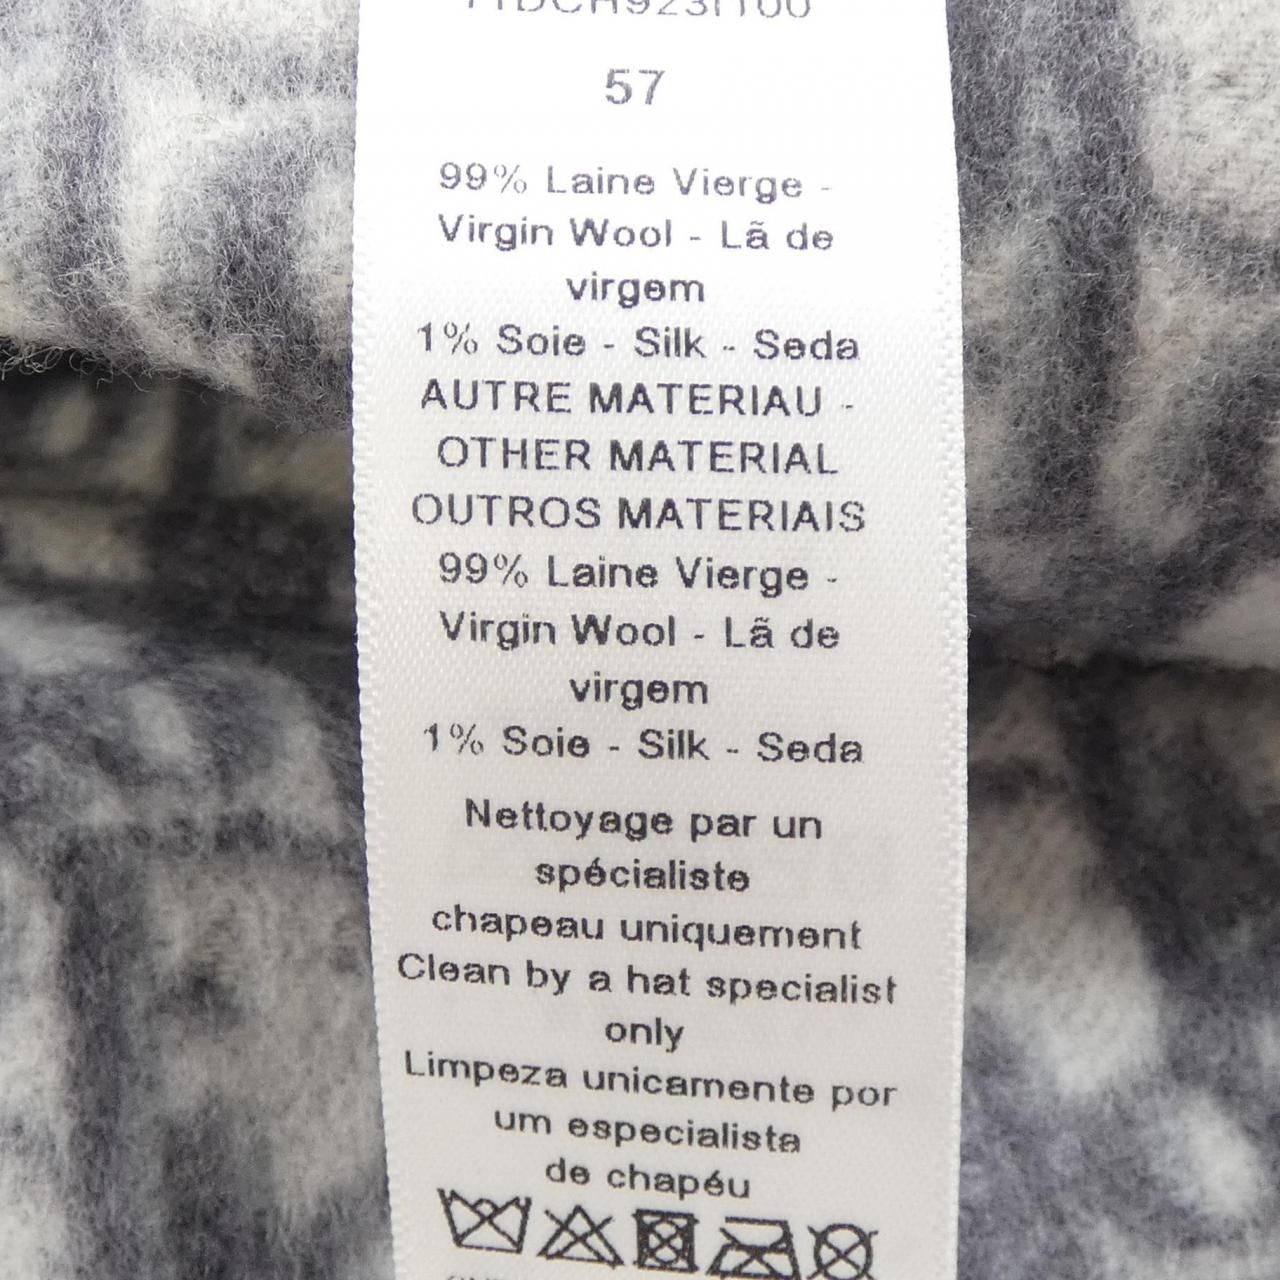 57
99% Laine Vierge -
Virgin Wool - Lã de
virgem
1% Soie - Silk - Seda
AUTRE MATERIAU -
OTHER MATERIAL
OUTROS MATERIAIS
99% Laine Vierge -
Virgin Wool - Lã de
virgem
1% Soie - Silk - Seda
Nettoyage par un
spécialiste
chapeau uniquement
Clean by a hat specialist
only
Limpeza unicamente por
um especialista
de chapéu